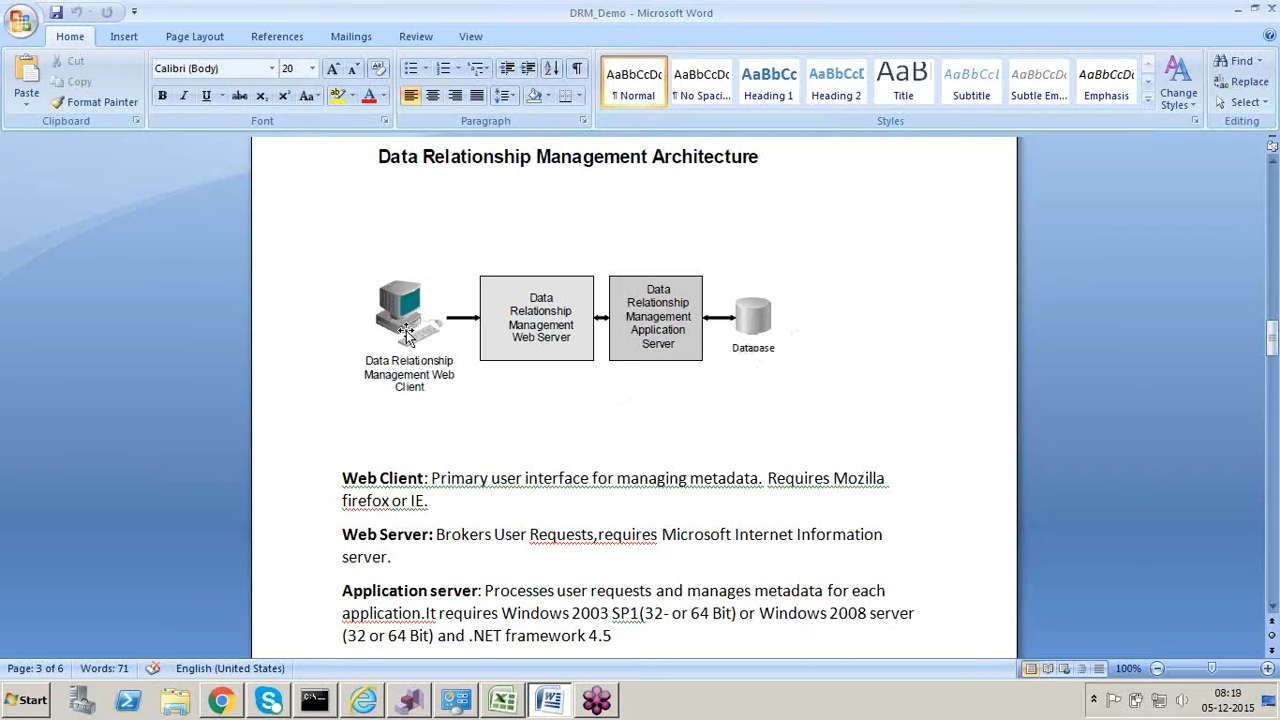 DRM_Demo - Microsoft Word
Home Insert Page Layout References Mailings Review View
Paste
Cut
Copy
Format Painter
Clipboard
Calibri (Body) 20
B I U abc x₂ x² Aa
A A
ab A
Font
Paragraph
AaBbCcDc AaBbCcDc AaBbCc AaBbCcD AaB AaBbCcL AaBbCcDc AaBbCcDc
¶ Normal ¶ No Spaci... Heading 1 Heading 2 Title Subtitle Subtle Em... Emphasis
Styles
Change
Styles
Find
Replace
Select
Editing
Data Relationship Management Architecture
Data Relationship
Management Web
Client
Data
Relationship
Management
Web Server
Data
Relationship
Management
Application
Server
Database
Web Client: Primary user interface for managing metadata. Requires Mozilla
firefox or IE.
Web Server: Brokers User Requests,requires Microsoft Internet Information
server.
Application server: Processes user requests and manages metadata for each
application.It requires Windows 2003 SP1(32- or 64 Bit) or Windows 2008 server
(32 or 64 Bit) and .NET framework 4.5
Page: 3 of 6 Words: 71 English (United States) 100%
Start
08:19
05-12-2015